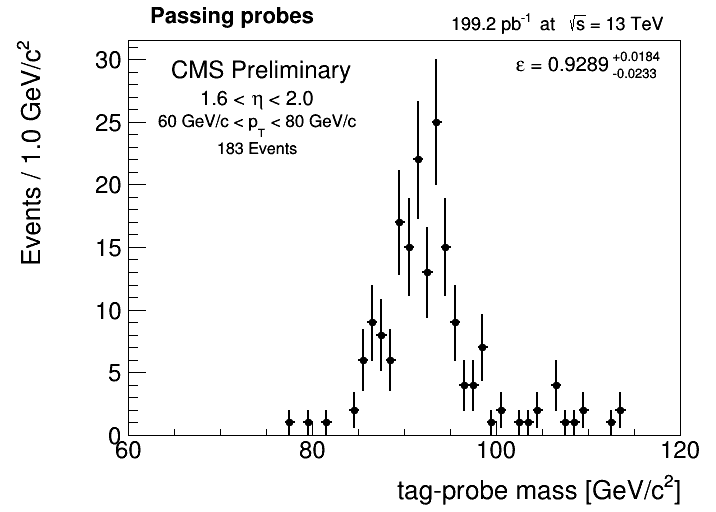 Passing probes
199.2 pb⁻¹ at √s = 13 TeV
CMS Preliminary
ε = 0.9289 +0.0184 -0.0233
1.6 < η < 2.0
60 GeV/c < p_T < 80 GeV/c
183 Events
Events / 1.0 GeV/c²
30
25
20
15
10
5
0
60 80 100 120
tag-probe mass [GeV/c²]